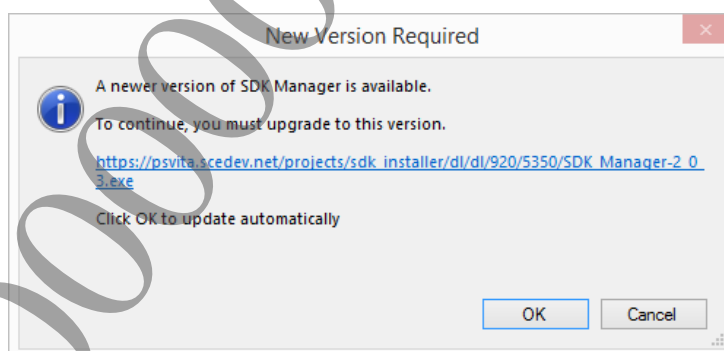 New Version Required
A newer version of SDK Manager is available.
To continue, you must upgrade to this version.
https://psvita.scedev.net/projects/sdk_installer/dl/dl/920/5350/SDK_Manager-2_0_
3.exe
Click OK to update automatically
OK
Cancel